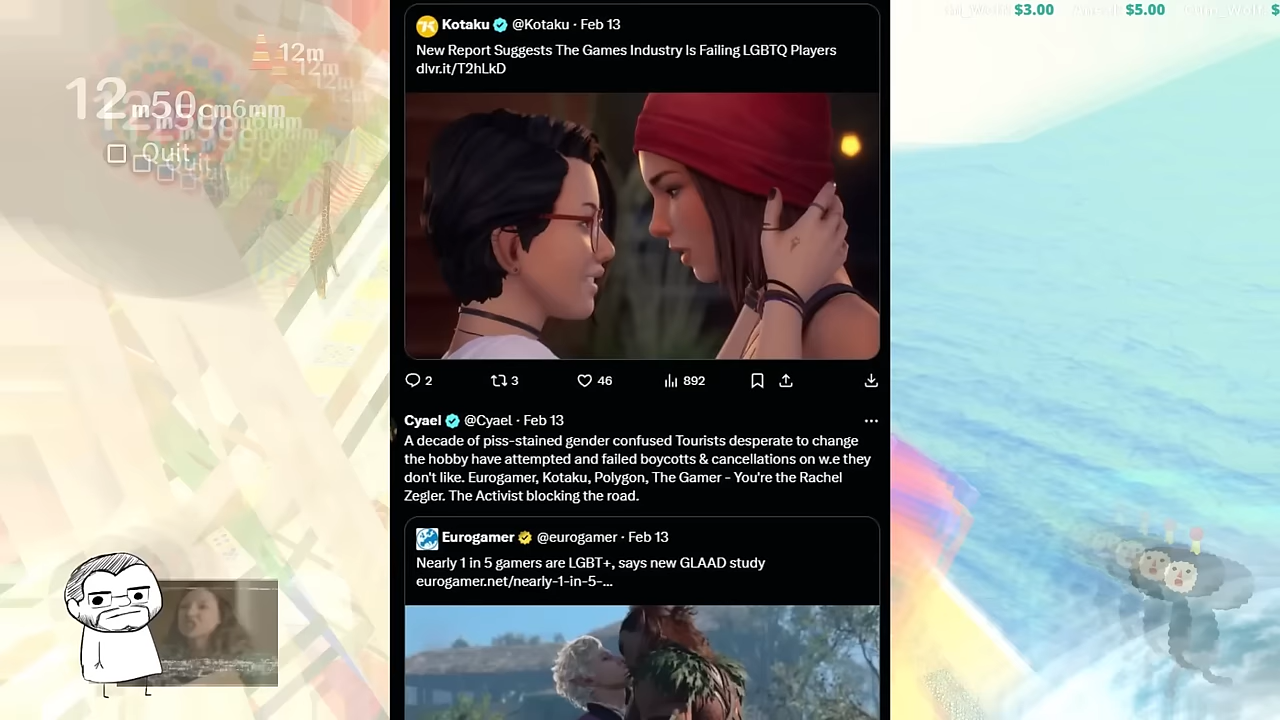 $3.00 $5.00 $
12m
12m50cm6mm
Quit
Kotaku @Kotaku · Feb 13
New Report Suggests The Games Industry Is Failing LGBTQ Players
dlvr.it/T2hLkD
2 3 46 892
Cyael @Cyael · Feb 13
A decade of piss-stained gender confused Tourists desperate to change
the hobby have attempted and failed boycotts & cancellations on w.e they
don't like. Eurogamer, Kotaku, Polygon, The Gamer - You're the Rachel
Zegler. The Activist blocking the road.
Eurogamer @eurogamer · Feb 13
Nearly 1 in 5 gamers are LGBT+, says new GLAAD study
eurogamer.net/nearly-1-in-5-...